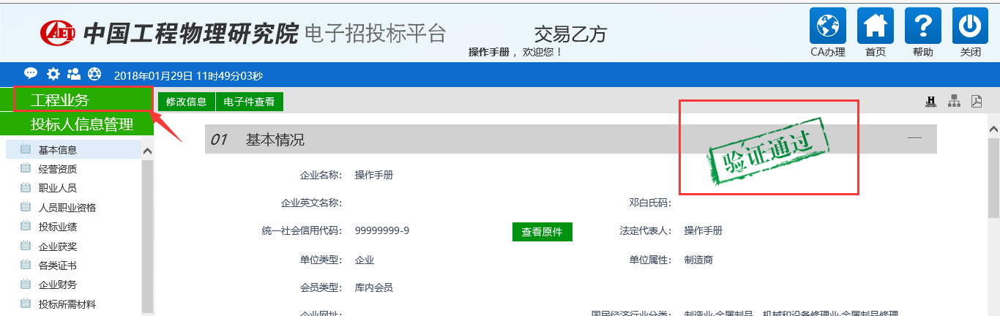 CAEP 中国工程物理研究院 电子招投标平台
交易乙方
操作手册 ，欢迎您！
CA办理 首页 帮助 关闭
2018年01月29日 11时49分03秒
工程业务
修改信息 电子件查看
HISTORY
投标人信息管理
01 基本情况
验证通过
基本信息
经营资质
职业人员
人员职业资格
投标业绩
企业获奖
各类证书
企业财务
投标所需材料
企业名称： 操作手册
企业英文名称： 邓白氏码：
统一社会信用代码： 99999999-9 查看原件 法定代表人： 操作手册
单位类型： 企业 单位属性： 制造商
会员类型： 库内会员
企业网址： 国民经济行业分类： 制造业·金属制品、机械和设备修理业·金属制品修理